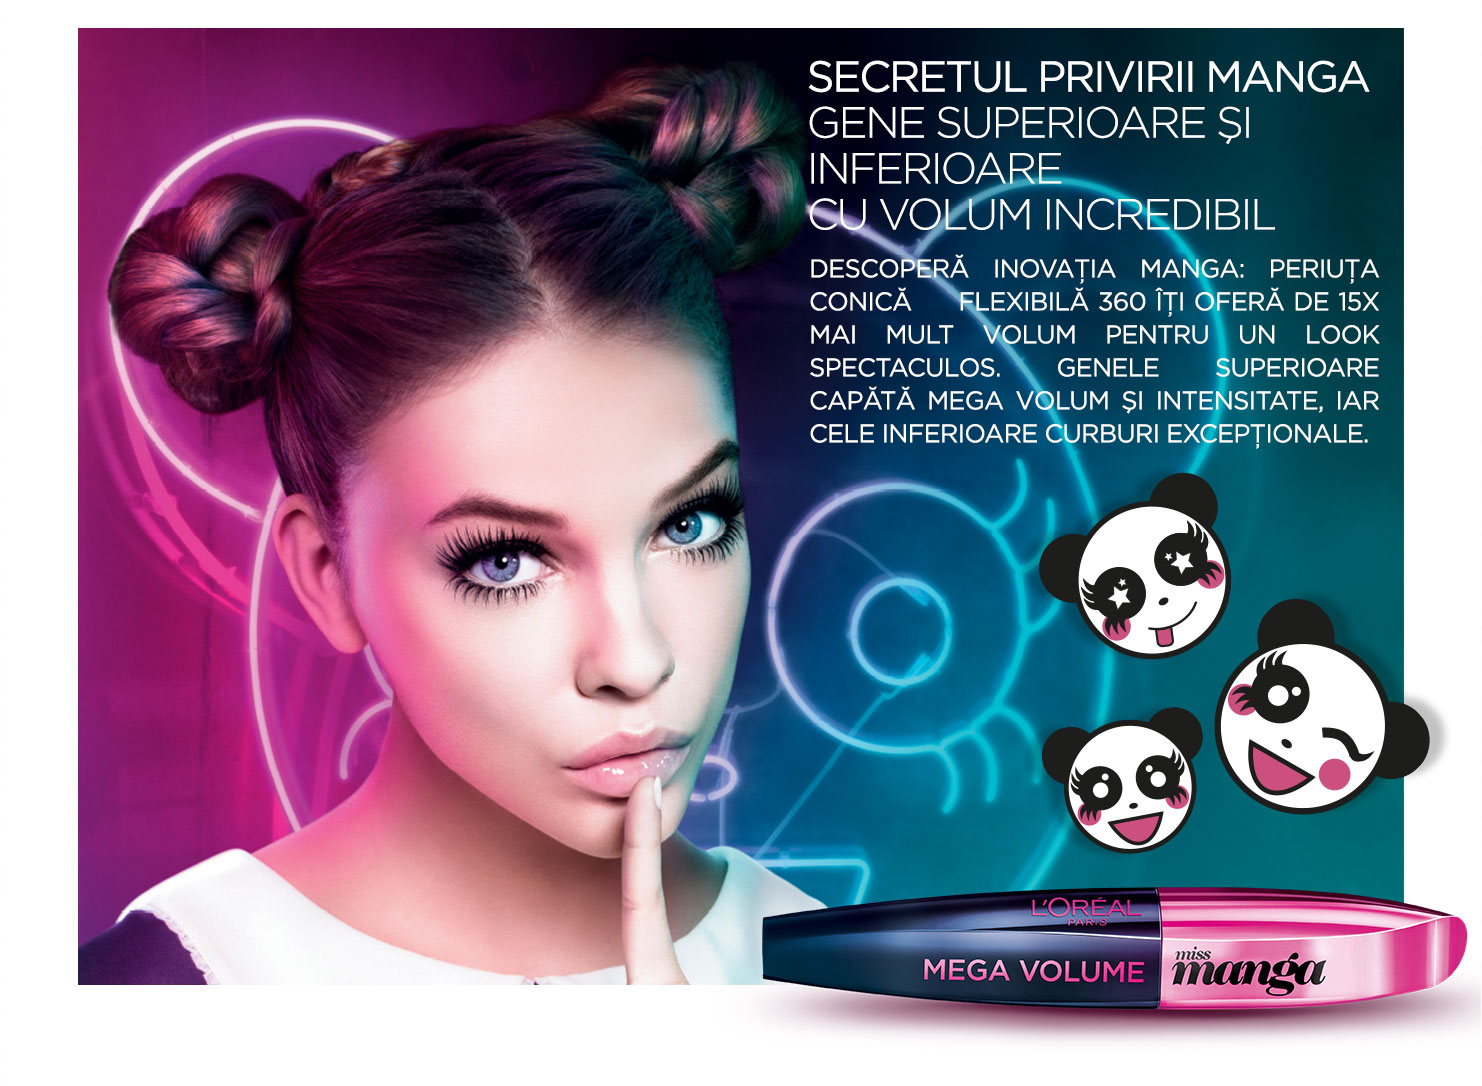 SECRETUL PRIVIRII MANGA
GENE SUPERIOARE ȘI
INFERIOARE
CU VOLUM INCREDIBIL
DESCOPERĂ INOVAȚIA MANGA: PERIUȚA
CONICĂ FLEXIBILĂ 360 ÎȚI OFERĂ DE 15X
MAI MULT VOLUM PENTRU UN LOOK
SPECTACULOS. GENELE SUPERIOARE
CAPĂTĂ MEGA VOLUM ȘI INTENSITATE, IAR
CELE INFERIOARE CURBURI EXCEPȚIONALE.
L'ORÉAL
PARIS
MEGA VOLUME
miss
manga